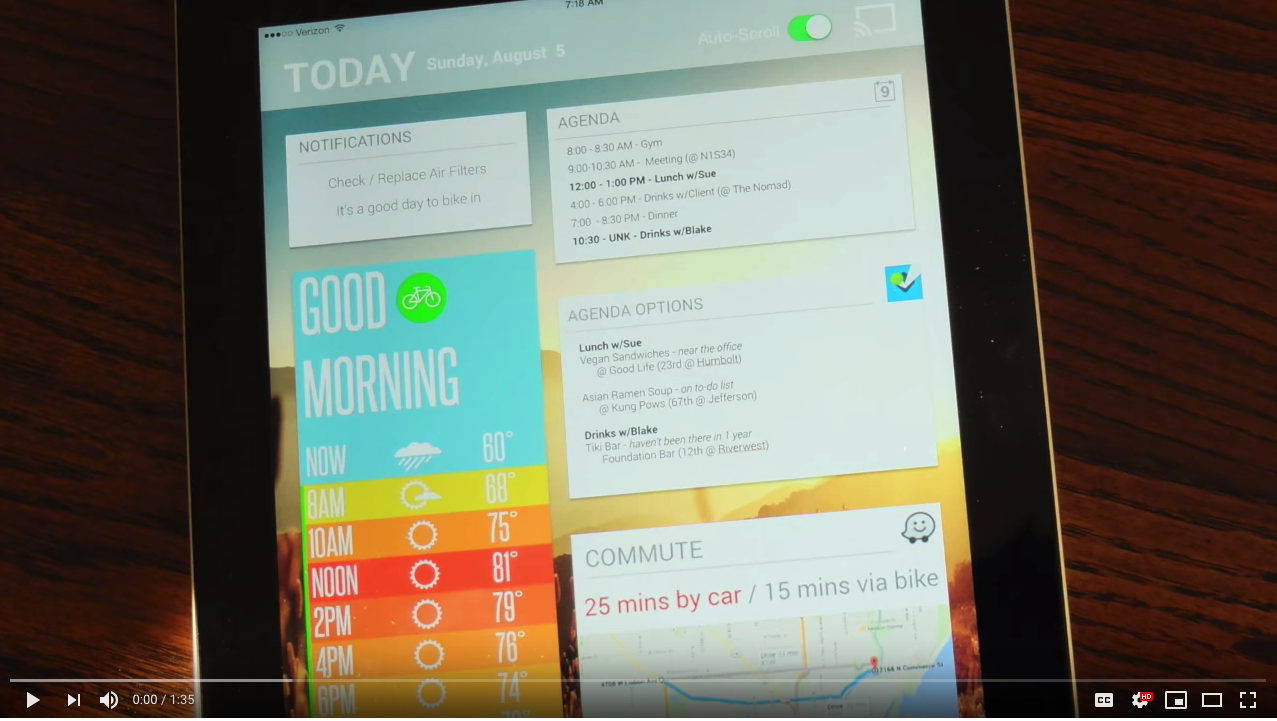 ●●●○○ Verizon
7:18 AM
TODAY Sunday, August 5
Auto-Scroll
NOTIFICATIONS
Check / Replace Air Filters
It's a good day to bike in
AGENDA
9
8:00 - 8:30 AM - Gym
9:00-10:30 AM - Meeting (@ N1S34)
12:00 - 1:00 PM - Lunch w/Sue
4:00 - 6:00 PM - Drinks w/Client (@ The Nomad)
7:00 - 8:30 PM - Dinner
10:30 - UNK - Drinks w/Blake
GOOD
MORNING
NOW 60°
8AM 68°
10AM 75°
NOON 81°
2PM 79°
4PM 76°
6PM 74°
AGENDA OPTIONS
Lunch w/Sue
Vegan Sandwiches - near the office
@ Good Life (23rd @ Humbolt)
Asian Ramen Soup - on to-do list
@ Kung Pows (67th @ Jefferson)
Drinks w/Blake
Tiki Bar - haven't been there in 1 year
Foundation Bar (12th @ Riverwest)
COMMUTE
25 mins by car / 15 mins via bike
7166 N Commerce St
0:00 / 1:35
CC
HD